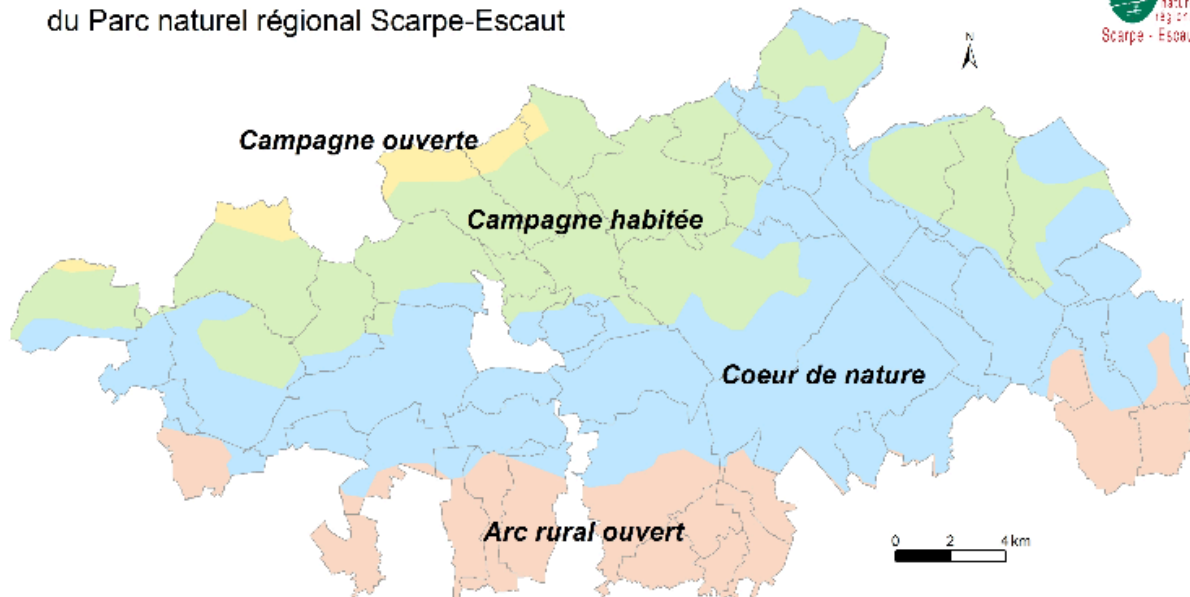 du Parc naturel régional Scarpe-Escaut
Scarpe - Escau
N
Campagne ouverte
Campagne habitée
Coeur de nature
Arc rural ouvert
0 2 4 km